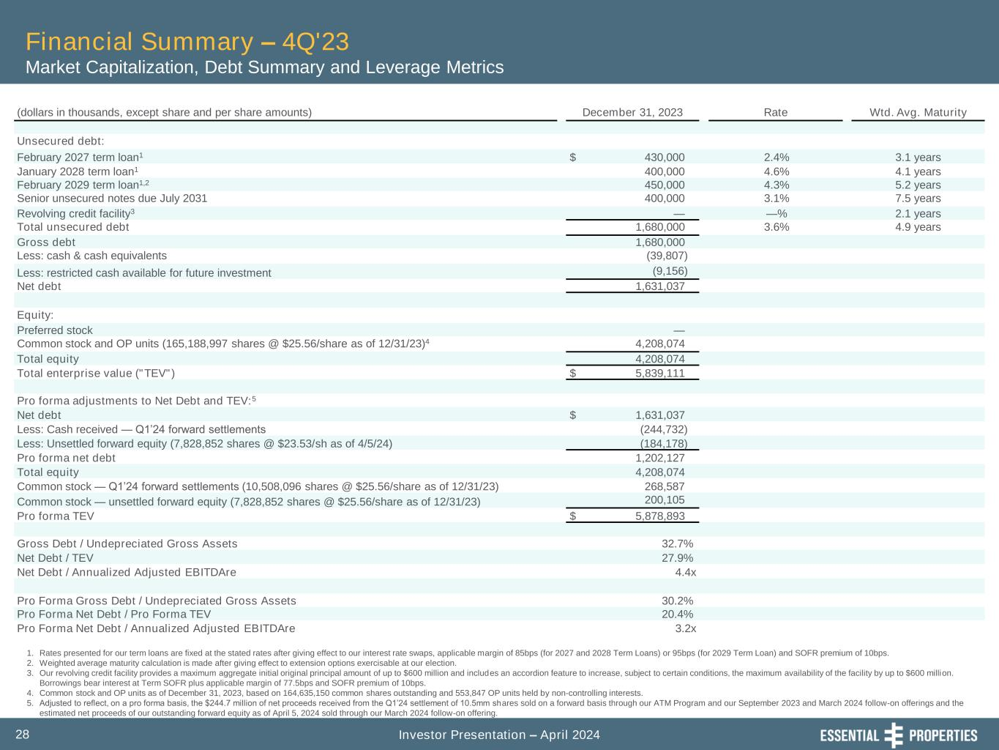 Financial Summary – 4Q'23
Market Capitalization, Debt Summary and Leverage Metrics
(dollars in thousands, except share and per share amounts) December 31, 2023 Rate Wtd. Avg. Maturity
Unsecured debt:
February 2027 term loan1 $ 430,000 2.4% 3.1 years
January 2028 term loan1 400,000 4.6% 4.1 years
February 2029 term loan1,2 450,000 4.3% 5.2 years
Senior unsecured notes due July 2031 400,000 3.1% 7.5 years
Revolving credit facility3 — —% 2.1 years
Total unsecured debt 1,680,000 3.6% 4.9 years
Gross debt 1,680,000
Less: cash & cash equivalents (39,807)
Less: restricted cash available for future investment (9,156)
Net debt 1,631,037
Equity:
Preferred stock —
Common stock and OP units (165,188,997 shares @ $25.56/share as of 12/31/23)4 4,208,074
Total equity 4,208,074
Total enterprise value ("TEV") $ 5,839,111
Pro forma adjustments to Net Debt and TEV:5
Net debt $ 1,631,037
Less: Cash received — Q1'24 forward settlements (244,732)
Less: Unsettled forward equity (7,828,852 shares @ $23.53/sh as of 4/5/24) (184,178)
Pro forma net debt 1,202,127
Total equity 4,208,074
Common stock — Q1'24 forward settlements (10,508,096 shares @ $25.56/share as of 12/31/23) 268,587
Common stock — unsettled forward equity (7,828,852 shares @ $25.56/share as of 12/31/23) 200,105
Pro forma TEV $ 5,878,893
Gross Debt / Undepreciated Gross Assets 32.7%
Net Debt / TEV 27.9%
Net Debt / Annualized Adjusted EBITDAre 4.4x
Pro Forma Gross Debt / Undepreciated Gross Assets 30.2%
Pro Forma Net Debt / Pro Forma TEV 20.4%
Pro Forma Net Debt / Annualized Adjusted EBITDAre 3.2x
1. Rates presented for our term loans are fixed at the stated rates after giving effect to our interest rate swaps, applicable margin of 85bps (for 2027 and 2028 Term Loans) or 95bps (for 2029 Term Loan) and SOFR premium of 10bps.
2. Weighted average maturity calculation is made after giving effect to extension options exercisable at our election.
3. Our revolving credit facility provides a maximum aggregate initial original principal amount of up to $600 million and includes an accordion feature to increase, subject to certain conditions, the maximum availability of the facility by up to $600 million.
Borrowings bear interest at Term SOFR plus applicable margin of 77.5bps and SOFR premium of 10bps.
4. Common stock and OP units as of December 31, 2023, based on 164,635,150 common shares outstanding and 553,847 OP units held by non-controlling interests.
5. Adjusted to reflect, on a pro forma basis, the $244.7 million of net proceeds received from the Q1'24 settlement of 10.5mm shares sold on a forward basis through our ATM Program and our September 2023 and March 2024 follow-on offerings and the
estimated net proceeds of our outstanding forward equity as of April 5, 2024 sold through our March 2024 follow-on offering.
28 Investor Presentation – April 2024 ESSENTIAL PROPERTIES